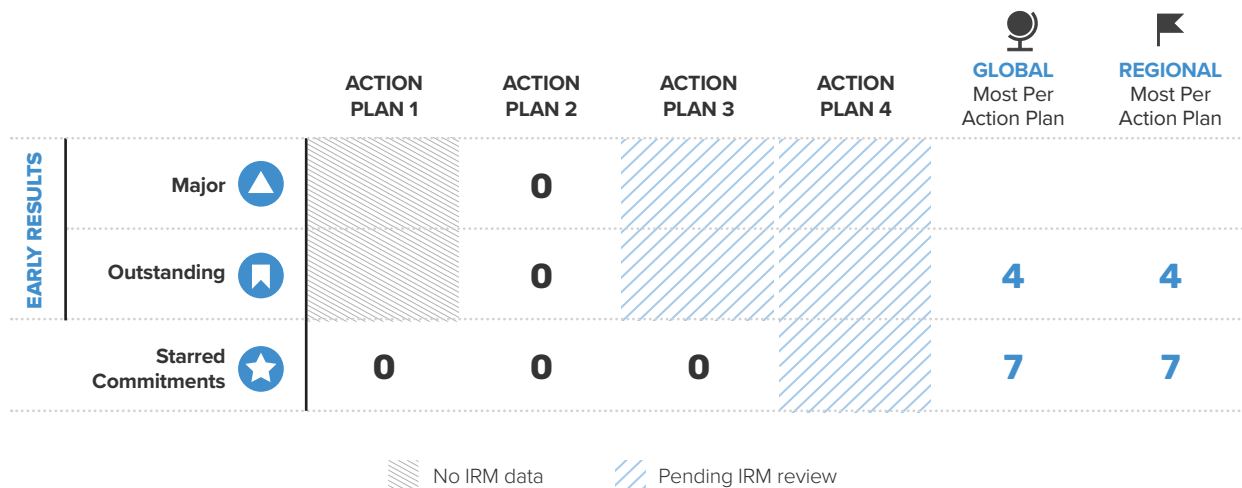 ACTION
PLAN 1
ACTION
PLAN 2
ACTION
PLAN 3
ACTION
PLAN 4
GLOBAL
Most Per
Action Plan
REGIONAL
Most Per
Action Plan
EARLY RESULTS
Major
0
Outstanding
0
4
4
Starred
Commitments
0
0
0
7
7
No IRM data
Pending IRM review